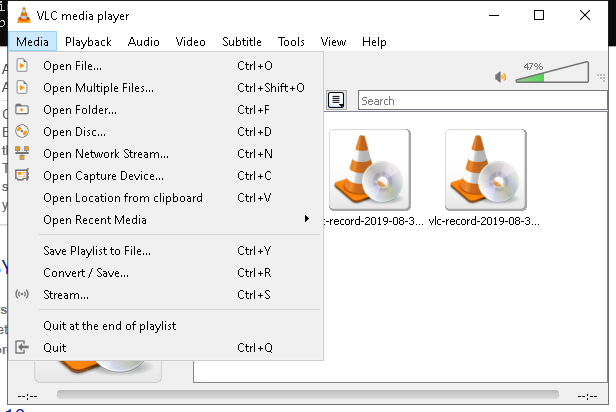 VLC media player
Media Playback Audio Video Subtitle Tools View Help
Open File... Ctrl+O
Open Multiple Files... Ctrl+Shift+O
Open Folder... Ctrl+F
Open Disc... Ctrl+D
Open Network Stream... Ctrl+N
Open Capture Device... Ctrl+C
Open Location from clipboard Ctrl+V
Open Recent Media
Save Playlist to File... Ctrl+Y
Convert / Save... Ctrl+R
Stream... Ctrl+S
Quit at the end of playlist
Quit Ctrl+Q
47%
Search
-record-2019-08-3... vlc-record-2019-08-3...
--:-- --:--